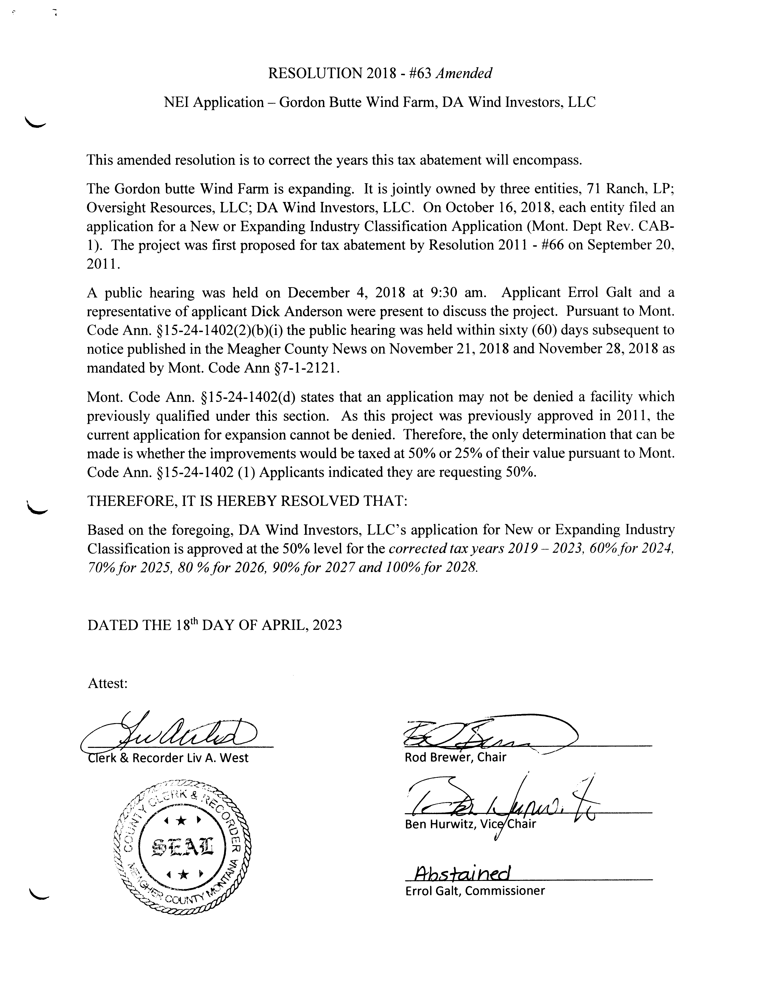 RESOLUTION 2018 - #63 Amended
NEI Application – Gordon Butte Wind Farm, DA Wind Investors, LLC
This amended resolution is to correct the years this tax abatement will encompass.
The Gordon butte Wind Farm is expanding. It is jointly owned by three entities, 71 Ranch, LP;
Oversight Resources, LLC; DA Wind Investors, LLC. On October 16, 2018, each entity filed an
application for a New or Expanding Industry Classification Application (Mont. Dept Rev. CAB-
1). The project was first proposed for tax abatement by Resolution 2011 - #66 on September 20,
2011.
A public hearing was held on December 4, 2018 at 9:30 am. Applicant Errol Galt and a
representative of applicant Dick Anderson were present to discuss the project. Pursuant to Mont.
Code Ann. §15-24-1402(2)(b)(i) the public hearing was held within sixty (60) days subsequent to
notice published in the Meagher County News on November 21, 2018 and November 28, 2018 as
mandated by Mont. Code Ann §7-1-2121.
Mont. Code Ann. §15-24-1402(d) states that an application may not be denied a facility which
previously qualified under this section. As this project was previously approved in 2011, the
current application for expansion cannot be denied. Therefore, the only determination that can be
made is whether the improvements would be taxed at 50% or 25% of their value pursuant to Mont.
Code Ann. §15-24-1402 (1) Applicants indicated they are requesting 50%.
THEREFORE, IT IS HEREBY RESOLVED THAT:
Based on the foregoing, DA Wind Investors, LLC’s application for New or Expanding Industry
Classification is approved at the 50% level for the corrected tax years 2019 – 2023, 60% for 2024,
70% for 2025, 80 % for 2026, 90% for 2027 and 100% for 2028.
DATED THE 18th DAY OF APRIL, 2023
Attest:
Clerk & Recorder Liv A. West
Rod Brewer, Chair
Ben Hurwitz, Vice Chair
Abstained
Errol Galt, Commissioner
COUNTY CLERK & RECORDER
SEAL
MEAGHER COUNTY MONTANA